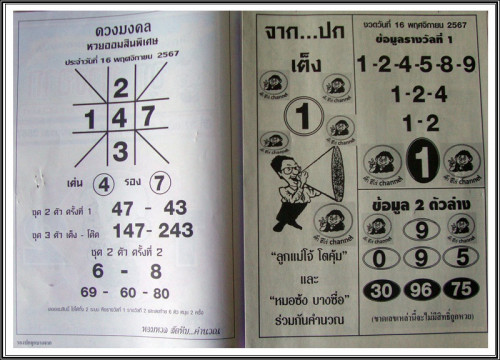 ดวงมงคล
หวยออมสินพิเศษ
ประจำวันที่ 16 พฤศจิกายน 2567
2
1 4 7
3
เด่น 4 รอง 7
ชุด 2 ตัว ครั้งที่ 1 47 - 43
ชุด 3 ตัว เต็ง - โต๊ด 147-243
ชุด 2 ตัว ครั้งที่ 2
6 - 8
69 - 60 - 80
จาก...ปก
เต็ง
1
"ลูกแม่โจ้ โตคุ้ม"
และ
"หมอซ้ง บางซื่อ"
ร่วมกันคำนวณ
งวดวันที่ 16 พฤศจิกายน 2567
ข้อมูลรางวัลที่ 1
1-2-4-5-8-9
1-2-4
1-2
1
ข้อมูล 2 ตัวล่าง
9
0 9 5
30 96 75